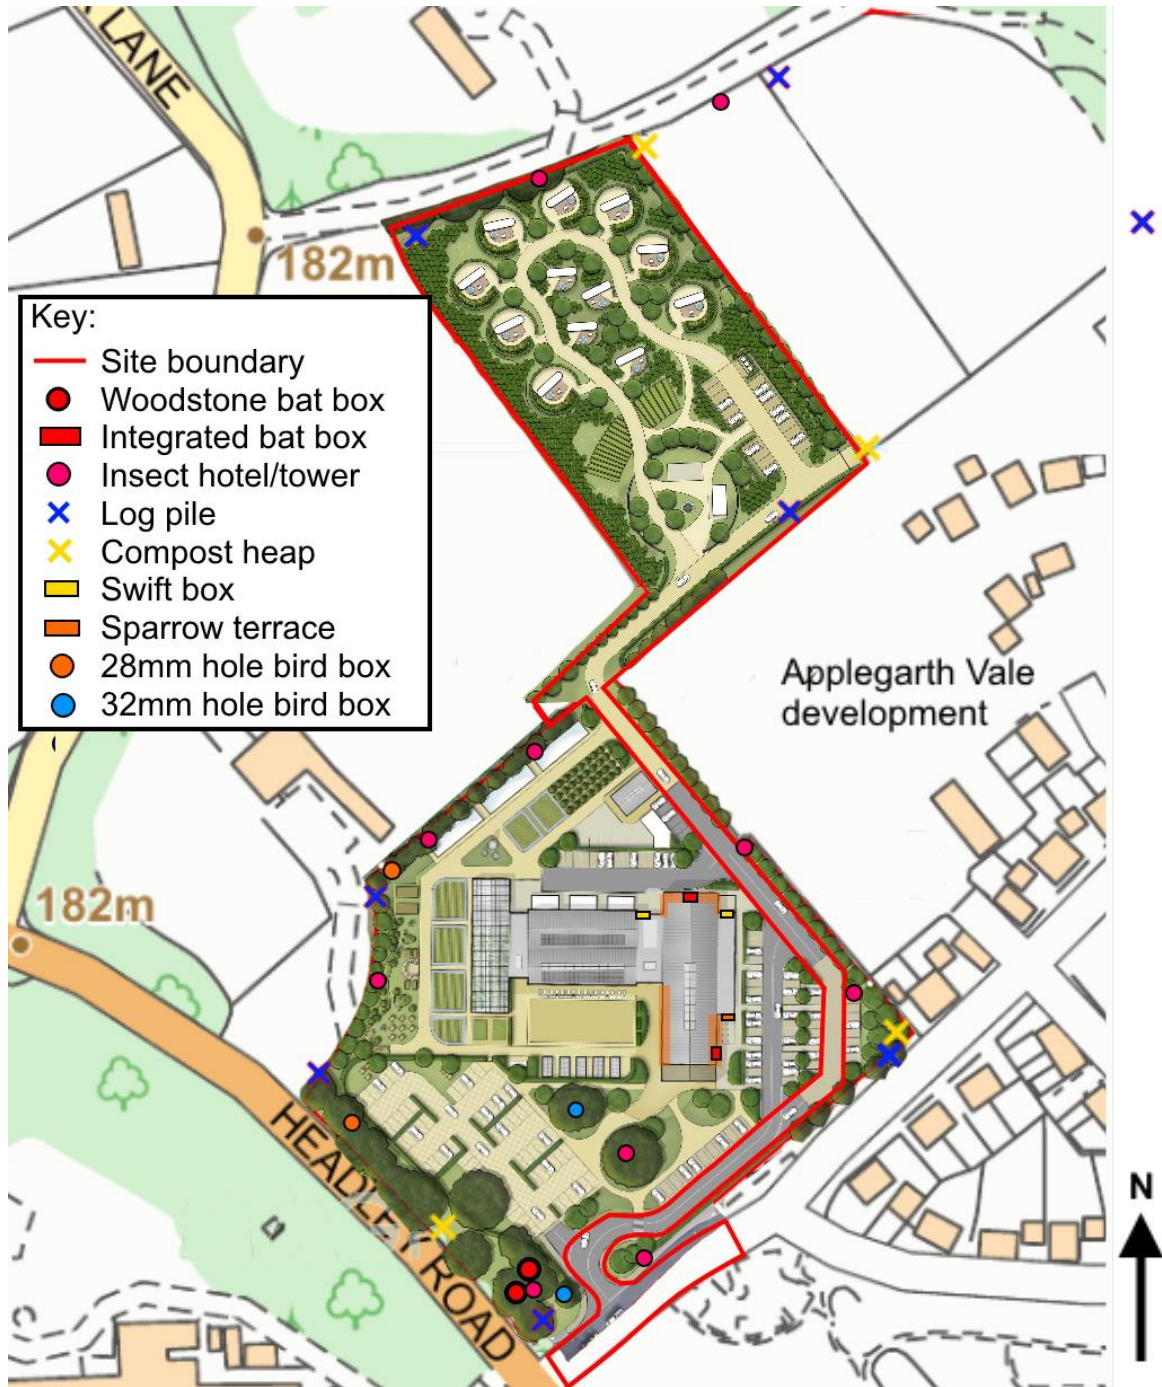 LANE
182m
Key:
Site boundary
Woodstone bat box
Integrated bat box
Insect hotel/tower
Log pile
Compost heap
Swift box
Sparrow terrace
28mm hole bird box
32mm hole bird box
Applegarth Vale
development
182m
HEADLEY ROAD
N